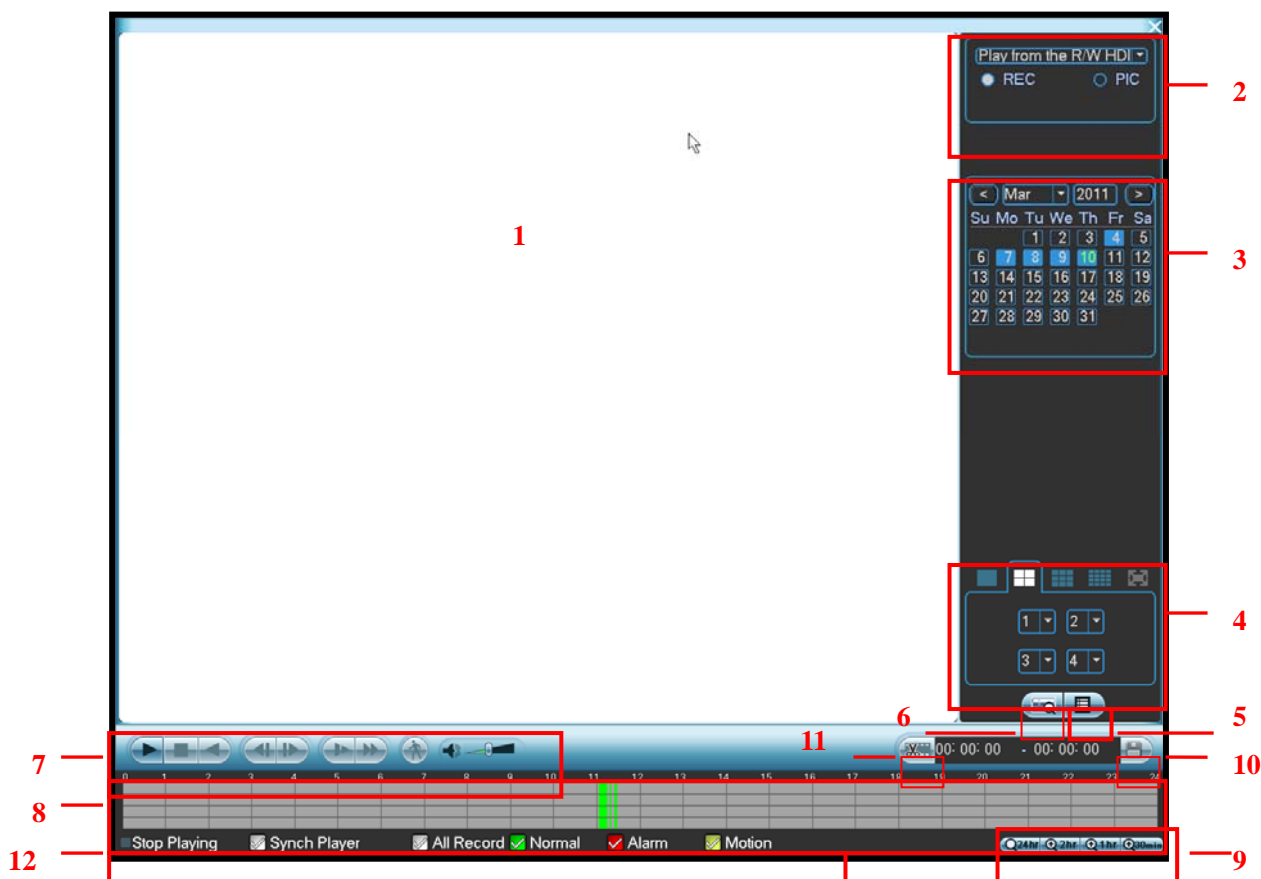 Play from the R/W HDI
REC PIC
2
< Mar 2011 >
Su Mo Tu We Th Fr Sa
1 2 3 4 5
6 7 8 9 10 11 12
13 14 15 16 17 18 19
20 21 22 23 24 25 26
27 28 29 30 31
3
1
1 2
3 4
4
6
5
11
00: 00: 00 - 00: 00: 00
10
7
0 1 2 3 4 5 6 7 8 9 10 11 12 13 14 15 16 17 18 19 20 21 22 23 24
8
Stop Playing Synch Player All Record Normal Alarm Motion
24hr 2hr 1hr 30min
12
9